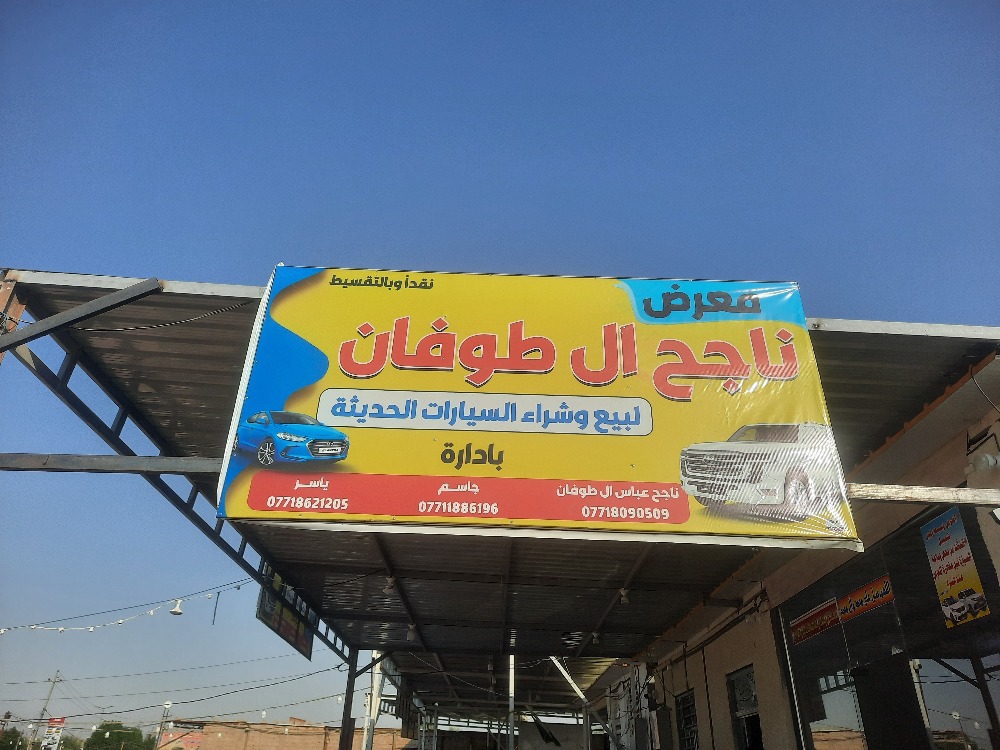 معرض
نقدا وبالتقسيط
ناجح ال طوفان
لبيع وشراء السيارات الحديثة
بادارة
ناجح عباس ال طوفان
07718090509
جاسم
07711886196
ياسر
07718621205